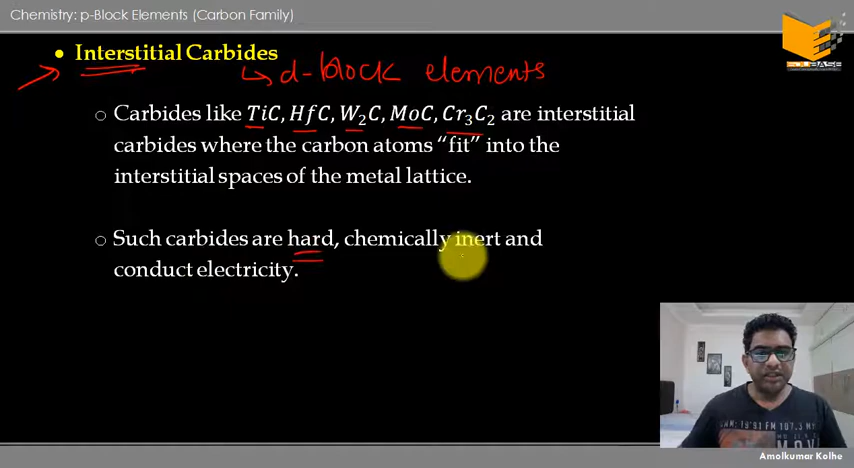 Chemistry: p-Block Elements (Carbon Family)
EDUBASE
• Interstitial Carbides
↳ d-block elements
○ Carbides like TiC, HfC, W₂C, MoC, Cr₃C₂ are interstitial
carbides where the carbon atoms “fit” into the
interstitial spaces of the metal lattice.
○ Such carbides are hard, chemically inert and
conduct electricity.
Amolkumar Kolhe